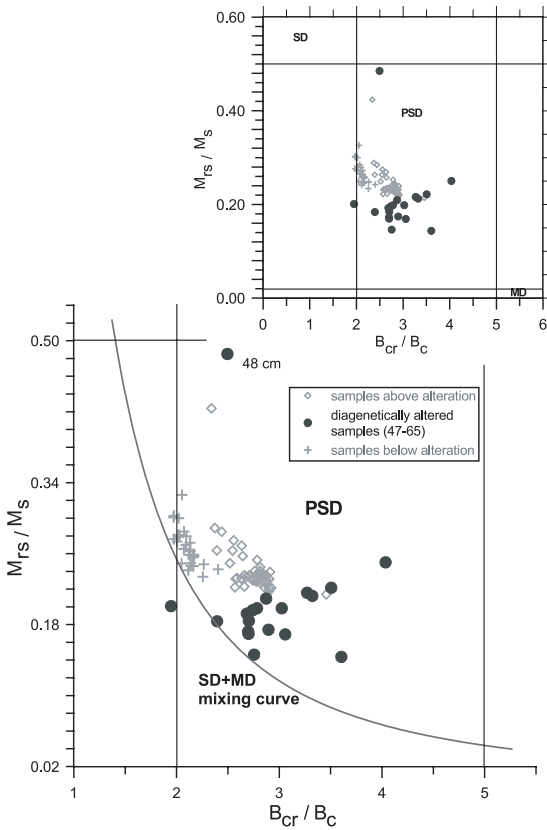 0.60
SD
0.40
PSD
Mrs / Ms
0.20
0.00
MD
0 1 2 3 4 5 6
Bcr / Bc
0.50
48 cm
samples above alteration
diagenetically altered
samples (47-65)
samples below alteration
0.34
PSD
Mrs / Ms
0.18
SD+MD
mixing curve
0.02
1 2 3 4 5 6
Bcr / Bc